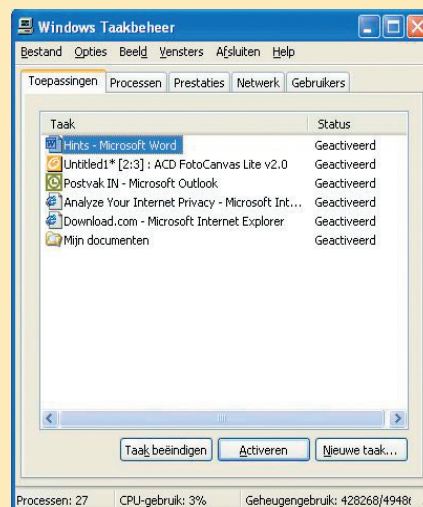 Windows Taakbeheer
Bestand Opties Beeld Vensters Afsluiten Help
Toepassingen Processen Prestaties Netwerk Gebruikers
Taak Status
Hints - Microsoft Word Geactiveerd
Untitled1* [2:3] : ACD FotoCanvas Lite v2.0 Geactiveerd
Postvak IN - Microsoft Outlook Geactiveerd
Analyze Your Internet Privacy - Microsoft Int... Geactiveerd
Download.com - Microsoft Internet Explorer Geactiveerd
Mijn documenten Geactiveerd
Taak beëindigen Activeren Nieuwe taak...
Processen: 27 CPU-gebruik: 3% Geheugengebruik: 428268/49486